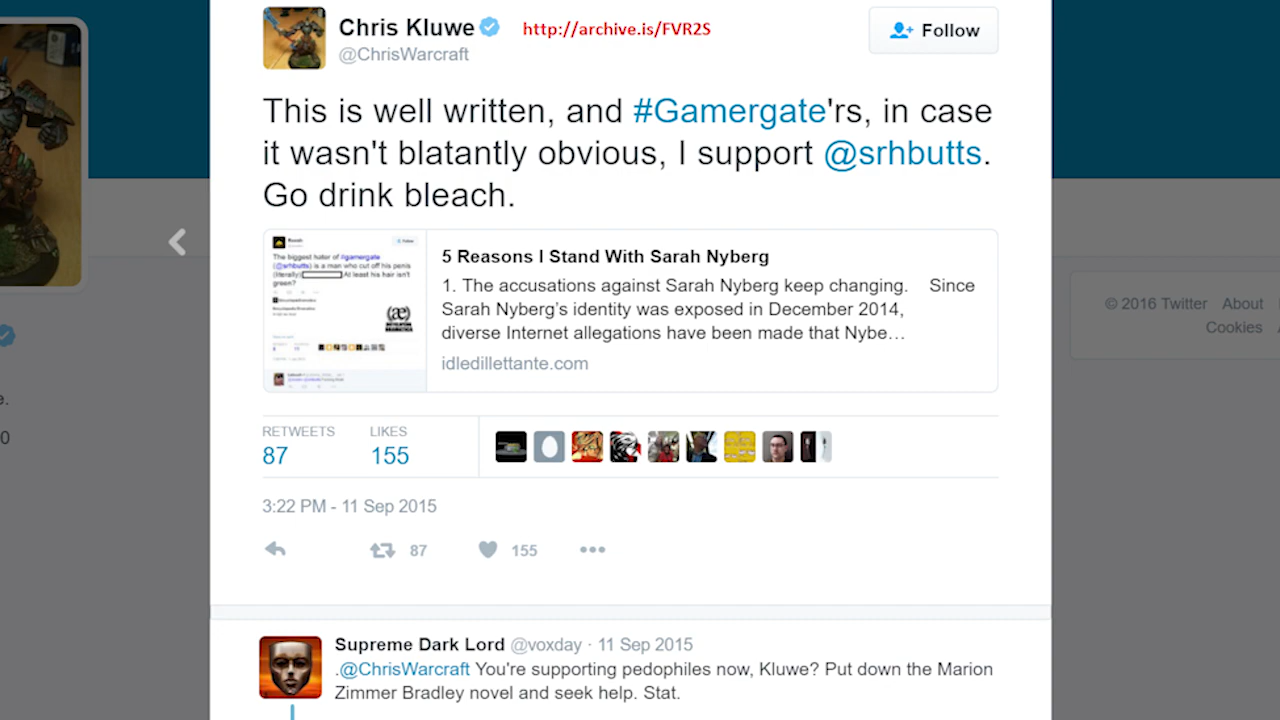 Chris Kluwe
http://archive.is/FVR2S
Follow
@ChrisWarcraft
This is well written, and #Gamergate'rs, in case
it wasn't blatantly obvious, I support @srhbutts.
Go drink bleach.
The biggest hater of #gamergate
(@srhbutts) is a man who cut off his penis
(literally) At least his hair isn't
green?
5 Reasons I Stand With Sarah Nyberg
1. The accusations against Sarah Nyberg keep changing. Since
Sarah Nyberg's identity was exposed in December 2014,
diverse Internet allegations have been made that Nybe…
idledillettante.com
RETWEETS LIKES
87 155
3:22 PM - 11 Sep 2015
87 155
Supreme Dark Lord @voxday · 11 Sep 2015
.@ChrisWarcraft You're supporting pedophiles now, Kluwe? Put down the Marion
Zimmer Bradley novel and seek help. Stat.
e.
0
© 2016 Twitter About
Cookies